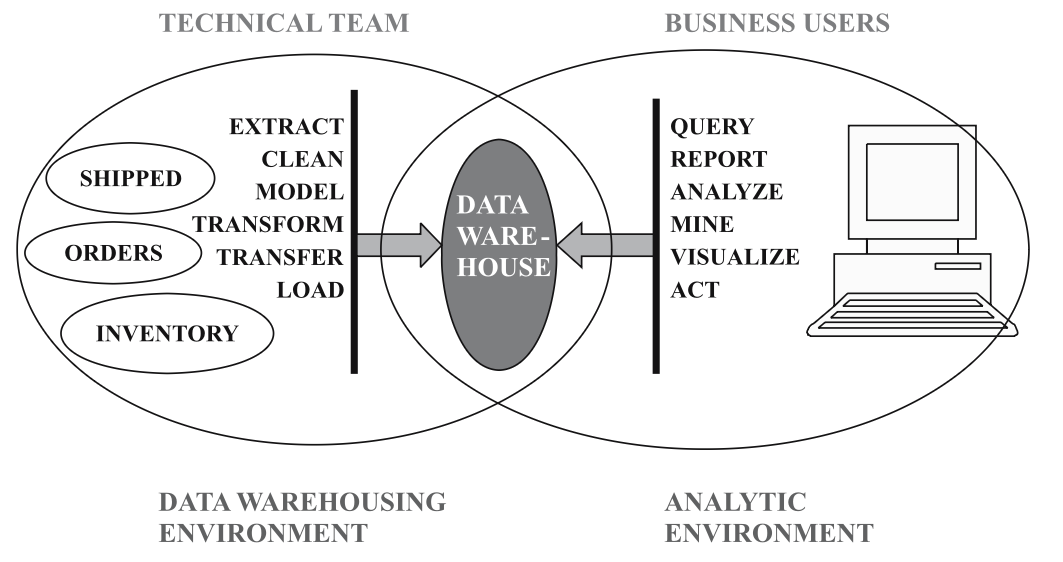 TECHNICAL TEAM
BUSINESS USERS
SHIPPED
ORDERS
INVENTORY
EXTRACT
CLEAN
MODEL
TRANSFORM
TRANSFER
LOAD
DATA
WARE-
HOUSE
QUERY
REPORT
ANALYZE
MINE
VISUALIZE
ACT
DATA WAREHOUSING
ENVIRONMENT
ANALYTIC
ENVIRONMENT